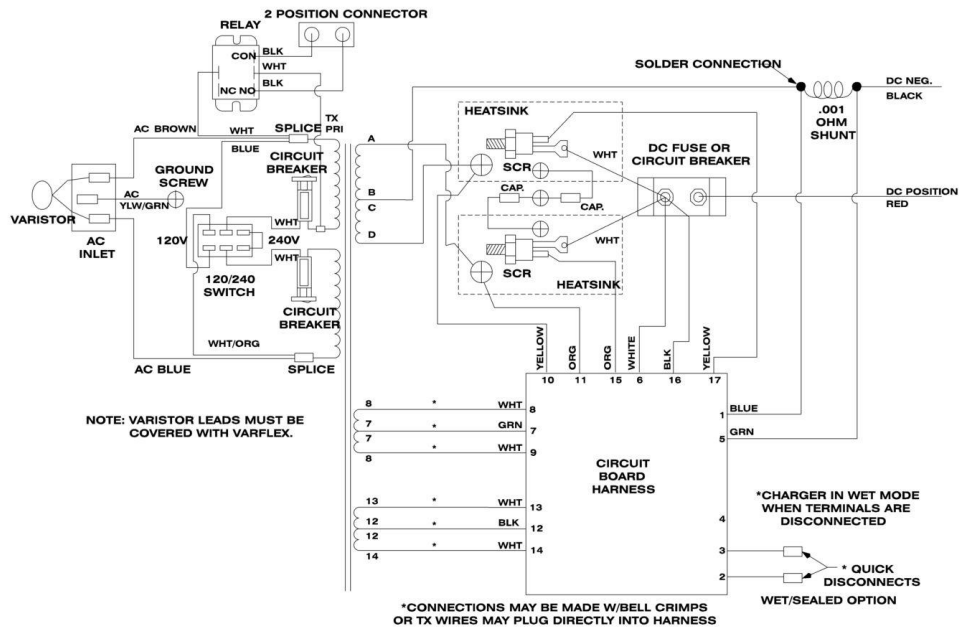 2 POSITION CONNECTOR
RELAY
CON
BLK
WHT
BLK
NC NO
SOLDER CONNECTION
DC NEG.
BLACK
.001
OHM
SHUNT
HEATSINK
TX
PRI
AC BROWN
WHT
SPLICE
BLUE
A
B
C
D
CIRCUIT
BREAKER
GROUND
SCREW
AC
YLW/GRN
VARISTOR
AC
INLET
SCR
WHT
CAP.
CAP.
DC FUSE OR
CIRCUIT BREAKER
DC POSITION
RED
WHT
120V
240V
WHT
120/240
SWITCH
CIRCUIT
BREAKER
WHT
SCR
HEATSINK
WHT/ORG
AC BLUE
SPLICE
YELLOW
ORG
ORG
WHITE
BLK
YELLOW
10
11
15
6
16
17
NOTE: VARISTOR LEADS MUST BE
COVERED WITH VARFLEX.
8
*
WHT
8
7
*
GRN
7
7
*
WHT
9
8
1
BLUE
5
GRN
CIRCUIT
BOARD
HARNESS
13
*
WHT
13
12
*
BLK
12
12
*
WHT
14
14
4
3
2
*CHARGER IN WET MODE
WHEN TERMINALS ARE
DISCONNECTED
* QUICK
DISCONNECTS
WET/SEALED OPTION
*CONNECTIONS MAY BE MADE W/BELL CRIMPS
OR TX WIRES MAY PLUG DIRECTLY INTO HARNESS